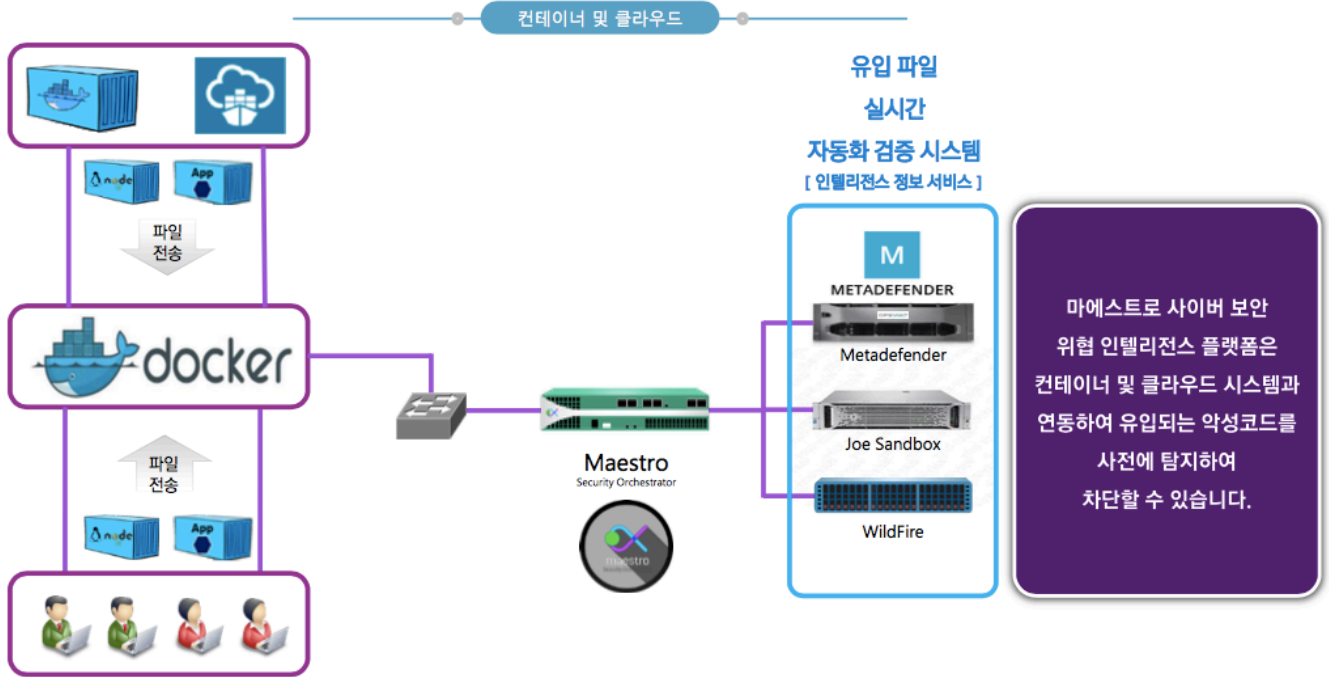 컨테이너 및 클라우드
node
App
파일
전송
docker
파일
전송
node
App
Maestro
Security Orchestrator
maestro
유입 파일
실시간
자동화 검증 시스템
[ 인텔리전스 정보 서비스 ]
M
METADEFENDER
Metadefender
Joe Sandbox
WildFire
마에스트로 사이버 보안
위협 인텔리전스 플랫폼은
컨테이너 및 클라우드 시스템과
연동하여 유입되는 악성코드를
사전에 탐지하여
차단할 수 있습니다.